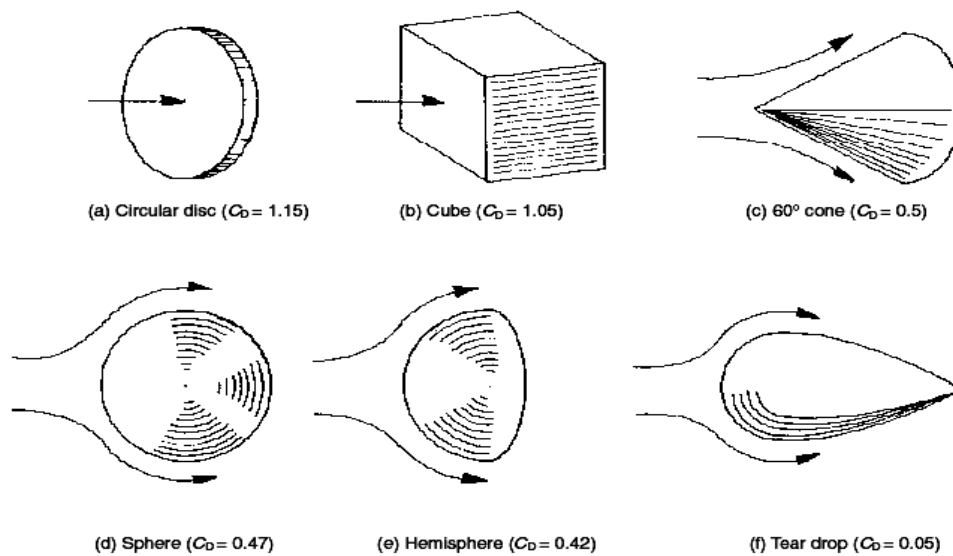 (a) Circular disc (CD = 1.15)
(b) Cube (CD = 1.05)
(c) 60º cone (CD = 0.5)
(d) Sphere (CD = 0.47)
(e) Hemisphere (CD = 0.42)
(f) Tear drop (CD = 0.05)